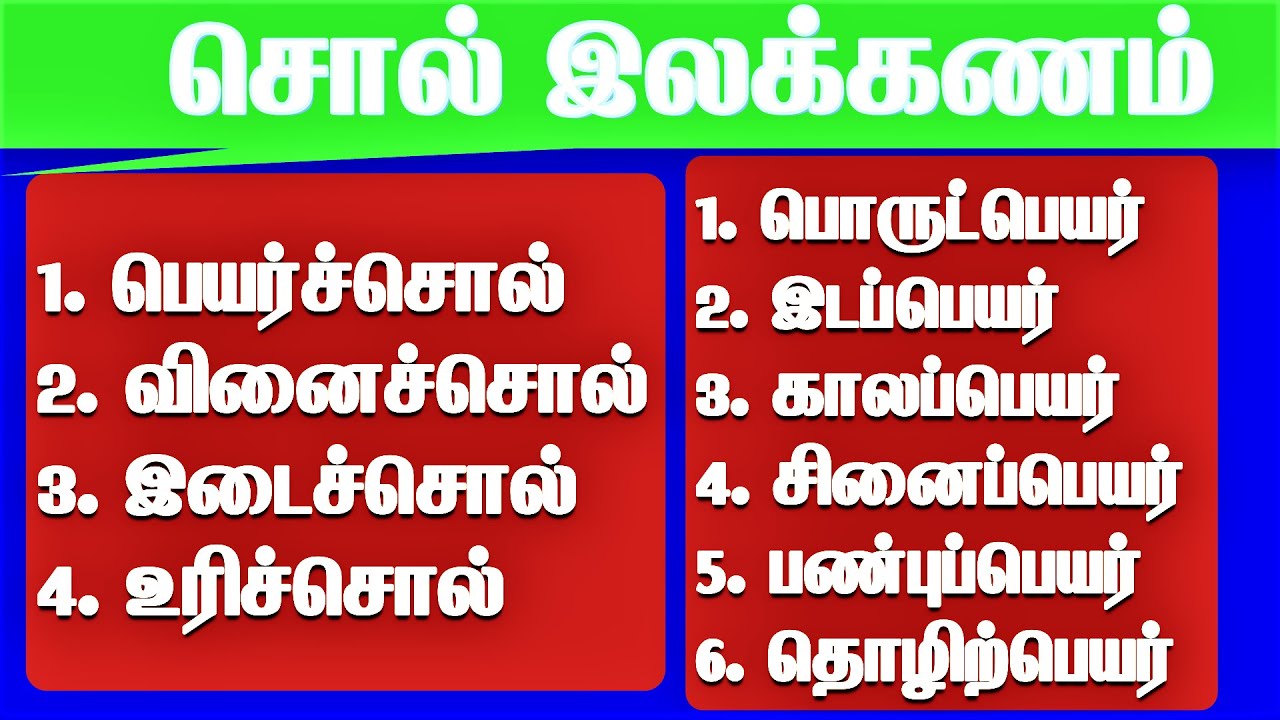 சொல் இலக்கணம்
1. பெயர்ச்சொல்
2. வினைச்சொல்
3. இடைச்சொல்
4. உரிச்சொல்
1. பொருட்பெயர்
2. இடப்பெயர்
3. காலப்பெயர்
4. சினைப்பெயர்
5. பண்புப்பெயர்
6. தொழிற்பெயர்